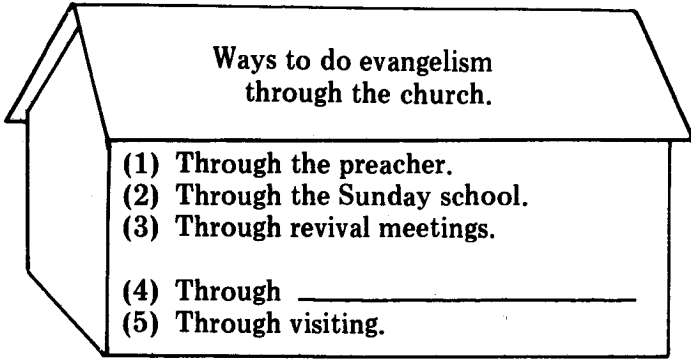 Ways to do evangelism
through the church.
(1) Through the preacher.
(2) Through the Sunday school.
(3) Through revival meetings.
(4) Through ____________________
(5) Through visiting.